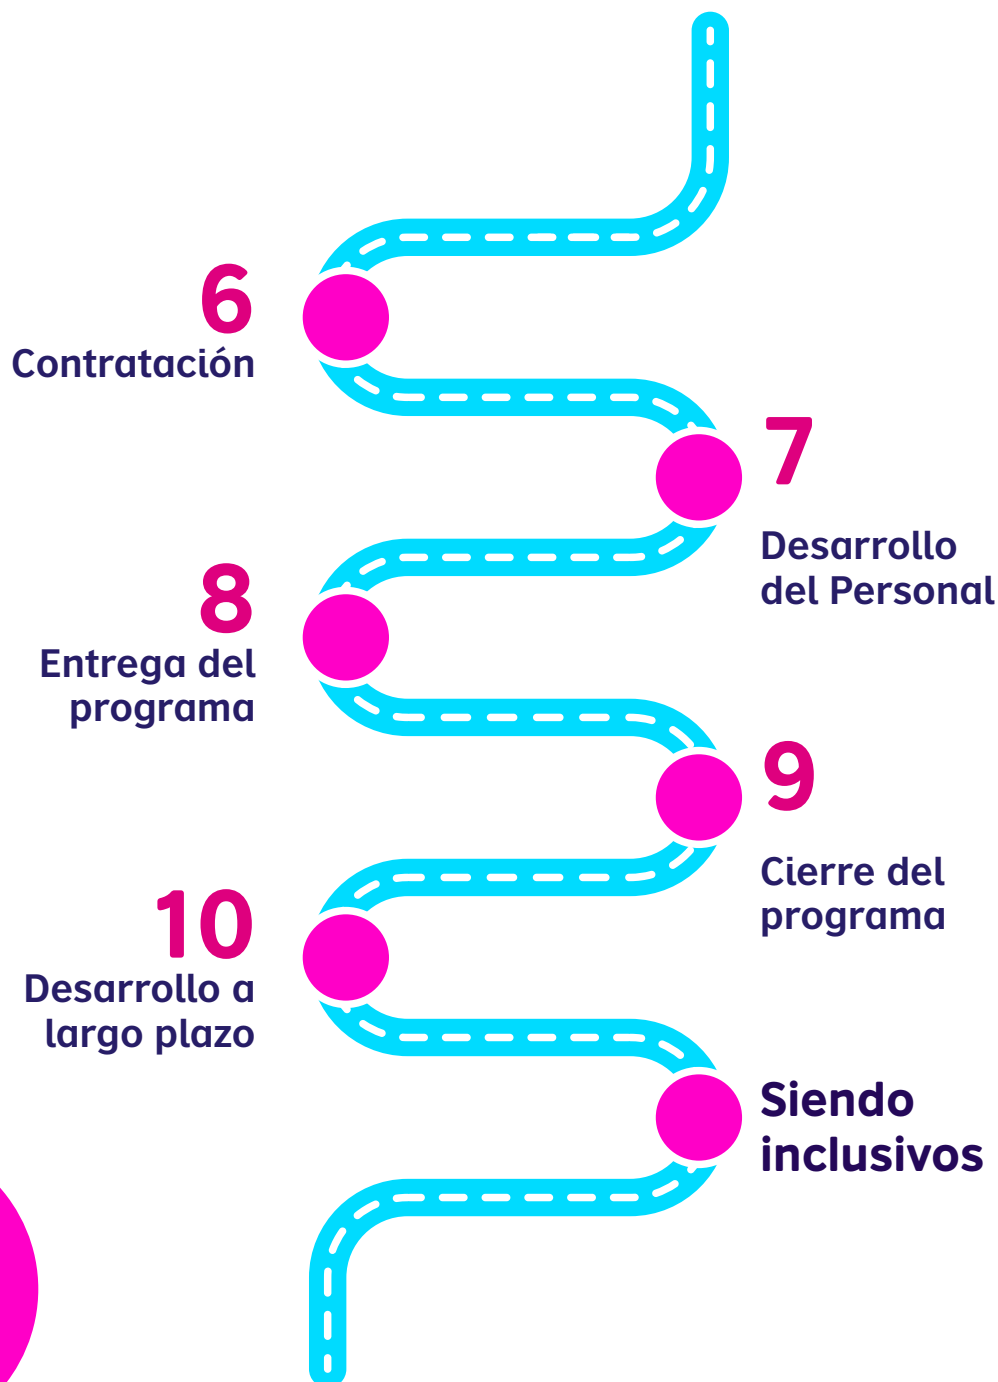 6
Contratación
7
Desarrollo
del Personal
8
Entrega del
programa
9
Cierre del
programa
10
Desarrollo a
largo plazo
Siendo
inclusivos